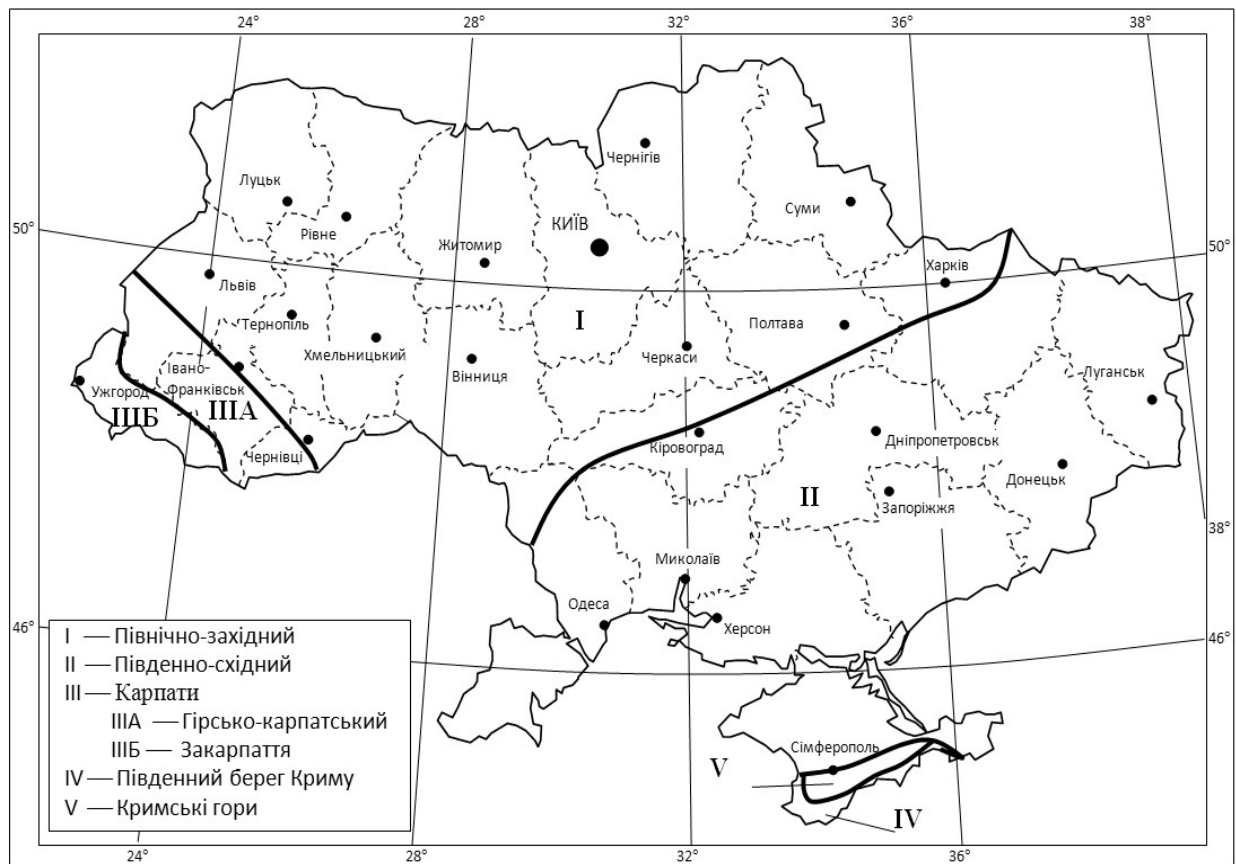 24°
28°
32°
36°
38°
Чернігів
Луцьк
Суми
Рівне
КИЇВ
50°
Житомир
50°
Харків
Львів
Тернопіль
I
Полтава
Хмельницький
Черкаси
Вінниця
Івано-
Франківськ
Луганськ
Ужгород
ІІІБ
ІІІА
Чернівці
Кіровоград
Дніпропетровськ
Донецьк
II
Запоріжжя
38°
Миколаїв
Одеса
Херсон
46°
46°
I — Північно-західний
II — Південно-східний
III — Карпати
IIIA — Гірсько-карпатський
IIIБ — Закарпаття
IV — Південний берег Криму
V — Кримські гори
Сімферополь
V
IV
24°
28°
32°
36°